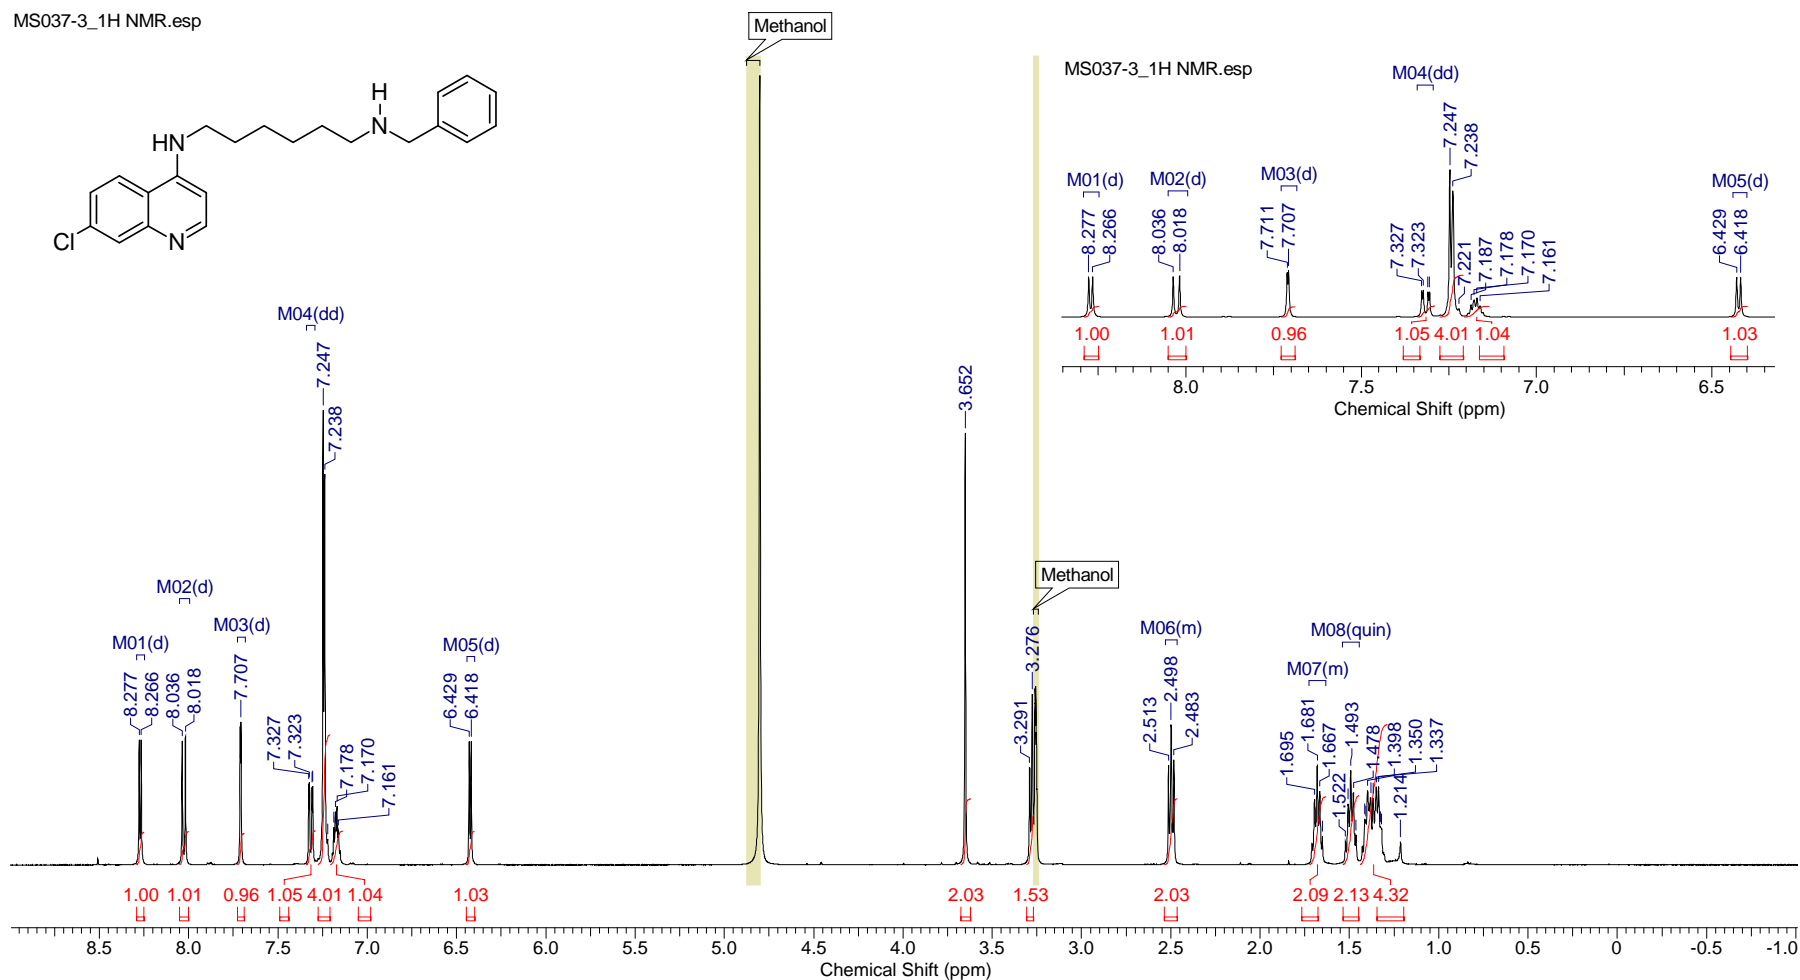 MS037-3_1H NMR.esp
Methanol
H
N
HN
Cl
N
MS037-3_1H NMR.esp
M04(dd)
7.247
7.238
M01(d)
M02(d)
M03(d)
M05(d)
8.277
8.266
8.036
8.018
7.711
7.707
7.327
7.323
7.221
7.187
7.178
7.170
7.161
6.429
6.418
1.00 1.01 0.96 1.05 4.01 1.04 1.03
8.0 7.5 7.0 6.5
Chemical Shift (ppm)
M04(dd)
7.247
7.238
3.652
Methanol
M02(d)
M01(d)
M03(d)
M05(d)
M06(m)
M08(quin)
M07(m)
8.277
8.266
8.036
8.018
7.707
7.327
7.323
7.178
7.170
7.161
6.429
6.418
3.291
3.276
2.513
2.498
2.483
1.695
1.681
1.667
1.522
1.493
1.478
1.398
1.350
1.337
1.214
1.00 1.01 0.96 1.05 4.01 1.04 1.03 2.03 1.53 2.03 2.09 2.13 4.32
8.5 8.0 7.5 7.0 6.5 6.0 5.5 5.0 4.5 4.0 3.5 3.0 2.5 2.0 1.5 1.0 0.5 0 -0.5 -1.0
Chemical Shift (ppm)